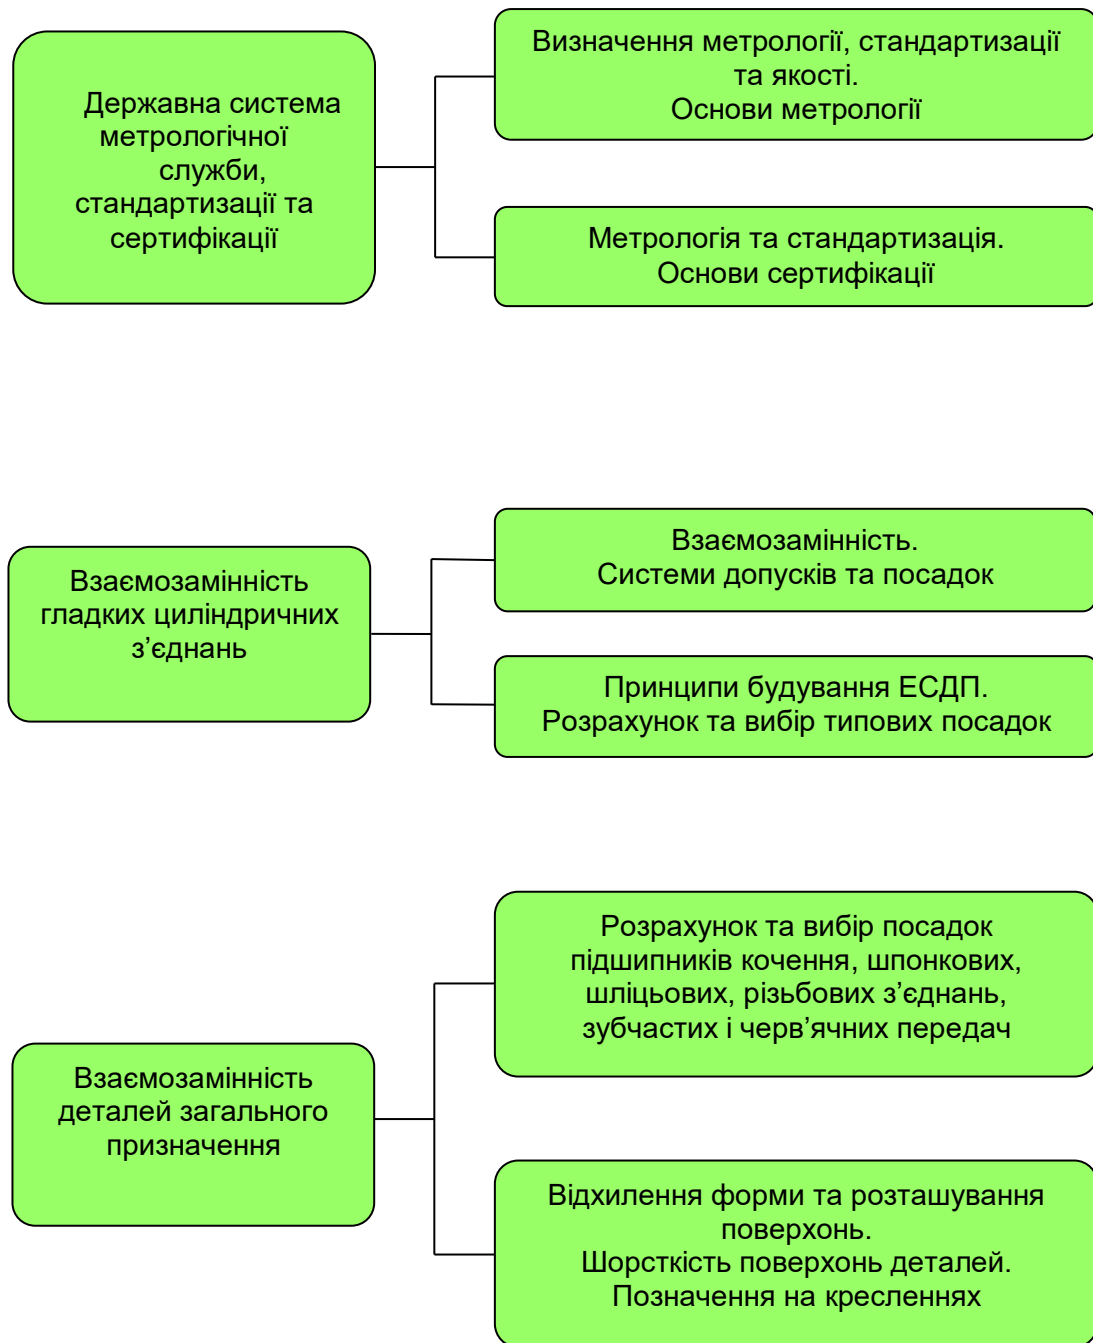 Державна система
метрологічної
служби,
стандартизації та
сертифікації
Визначення метрології, стандартизації
та якості.
Основи метрології
Метрологія та стандартизація.
Основи сертифікації
Взаємозамінність
гладких циліндричних
з’єднань
Взаємозамінність.
Системи допусків та посадок
Принципи будування ЕСДП.
Розрахунок та вибір типових посадок
Взаємозамінність
деталей загального
призначення
Розрахунок та вибір посадок
підшипників кочення, шпонкових,
шліцьових, різьбових з’єднань,
зубчастих і черв’ячних передач
Відхилення форми та розташування
поверхонь.
Шорсткість поверхонь деталей.
Позначення на кресленнях